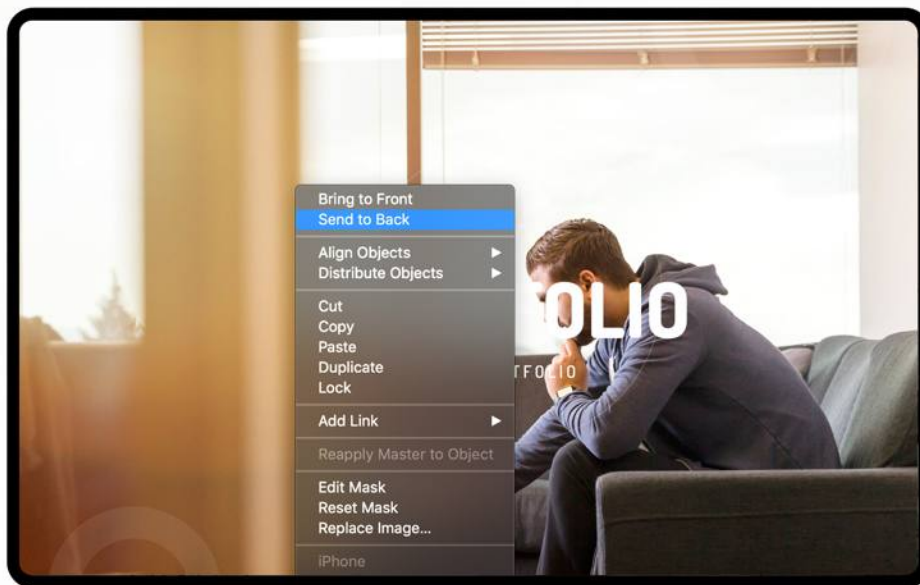 Bring to Front
Send to Back
Align Objects
Distribute Objects
Cut
Copy
Paste
Duplicate
Lock
Add Link
Reapply Master to Object
Edit Mask
Reset Mask
Replace Image...
iPhone
FOLIO
TFOLIO